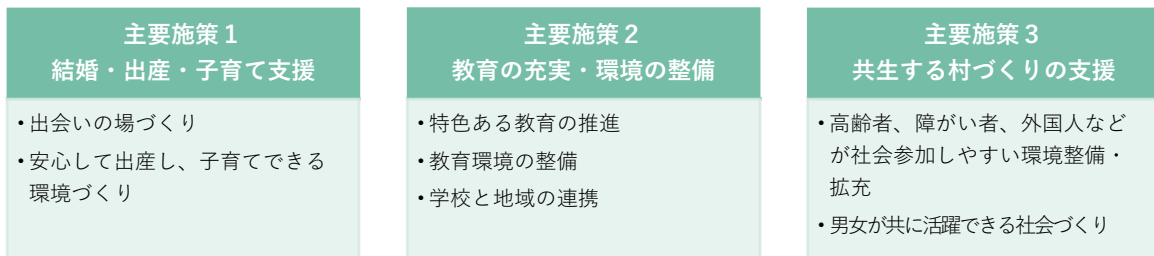 主要施策１
結婚・出産・子育て支援
・出会いの場づくり
・安心して出産し、子育てできる
環境づくり
主要施策２
教育の充実・環境の整備
・特色ある教育の推進
・教育環境の整備
・学校と地域の連携
主要施策３
共生する村づくりの支援
・高齢者、障がい者、外国人など
が社会参加しやすい環境整備・
拡充
・男女が共に活躍できる社会づくり